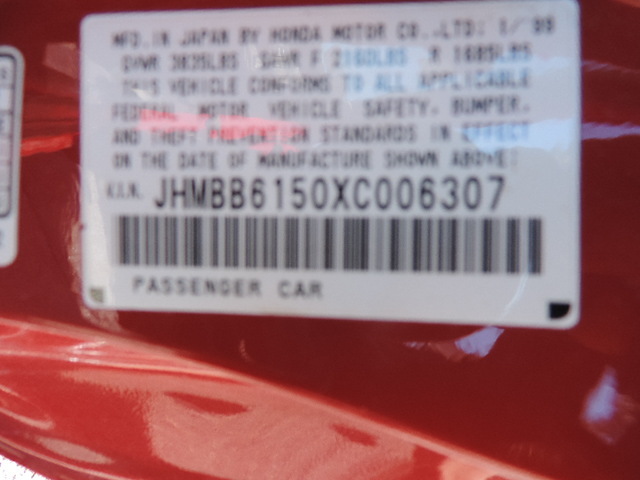 MFD. IN JAPAN BY HONDA MOTOR CO., LTD: 1/99
GVWR 3835LBS GAWR F 2160LBS R 1685LBS
THIS VEHICLE CONFORMS TO ALL APPLICABLE
FEDERAL MOTOR VEHICLE SAFETY, BUMPER,
AND THEFT PREVENTION STANDARDS IN EFFECT
ON THE DATE OF MANUFACTURE SHOWN ABOVE:
V.I.N. JHMBB6150XC006307
PASSENGER CAR